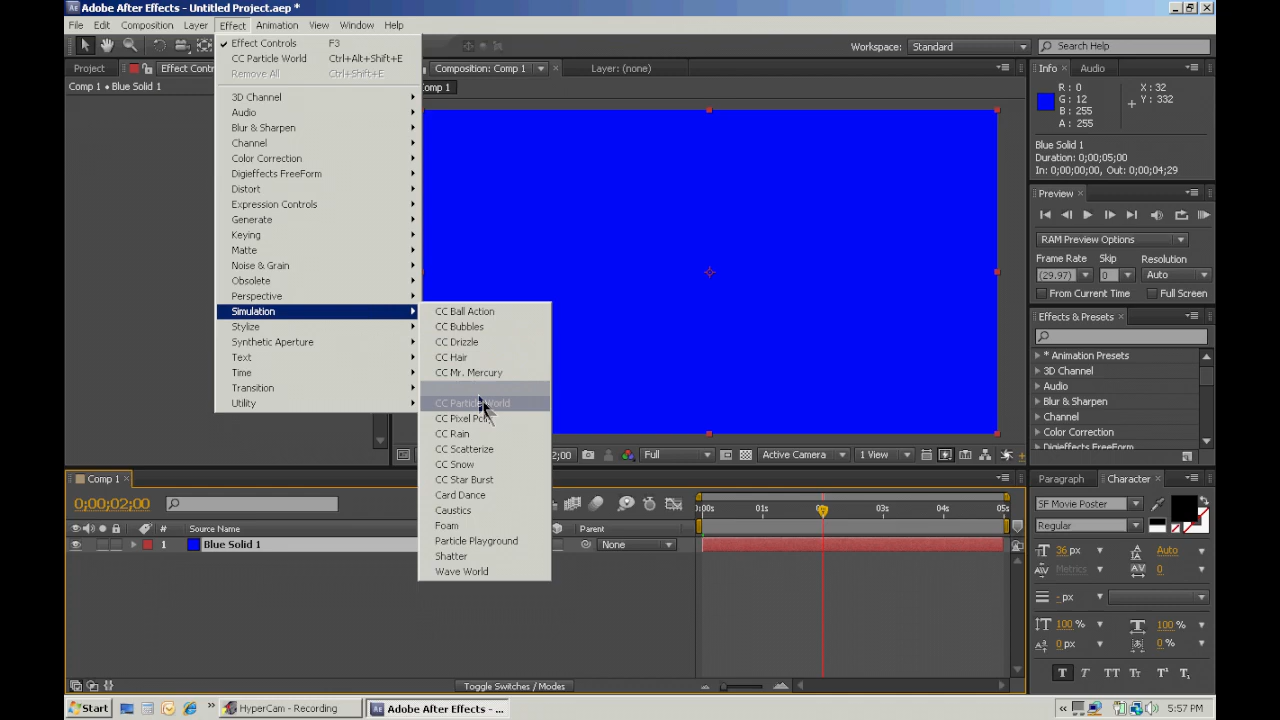 Adobe After Effects - Untitled Project.aep *
File Edit Composition Layer Effect Animation View Window Help
Workspace: Standard Search Help
Effect Controls F3
CC Particle World Ctrl+Alt+Shift+E
Remove All Ctrl+Shift+E
3D Channel
Audio
Blur & Sharpen
Channel
Color Correction
Digieffects FreeForm
Distort
Expression Controls
Generate
Keying
Matte
Noise & Grain
Obsolete
Perspective
Simulation
Stylize
Synthetic Aperture
Text
Time
Transition
Utility
CC Ball Action
CC Bubbles
CC Drizzle
CC Hair
CC Mr. Mercury
CC Particle World
CC Pixel
CC Rain
CC Scatterize
CC Snow
CC Star Burst
Card Dance
Caustics
Foam
Particle Playground
Shatter
Wave World
Project Effect Contr
Comp 1 • Blue Solid 1
Composition: Comp 1 Layer: (none)
omp 1
Info Audio
R: 0 X: 32
G: 12 Y: 332
B: 255
A: 255
Blue Solid 1
Duration: 0;00;05;00
In: 0;00;00;00, Out: 0;00;04;29
Preview
RAM Preview Options
Frame Rate Skip Resolution
(29.97) 0 Auto
From Current Time Full Screen
Effects & Presets
* Animation Presets
3D Channel
Audio
Blur & Sharpen
Channel
Color Correction
Digieffects FreeForm
;00 Full Active Camera 1 View
Comp 1
0;00;02;00
Source Name Parent
1 Blue Solid 1 None
0:00s 01s 03s 04s 05s
Toggle Switches / Modes
Paragraph Character
SF Movie Poster
Regular
36 px Auto
Metrics 0
- px
100 % 100 %
0 px 0 %
T T TT Tr T¹ T,
Start HyperCam - Recording Adobe After Effects - ... 5:57 PM